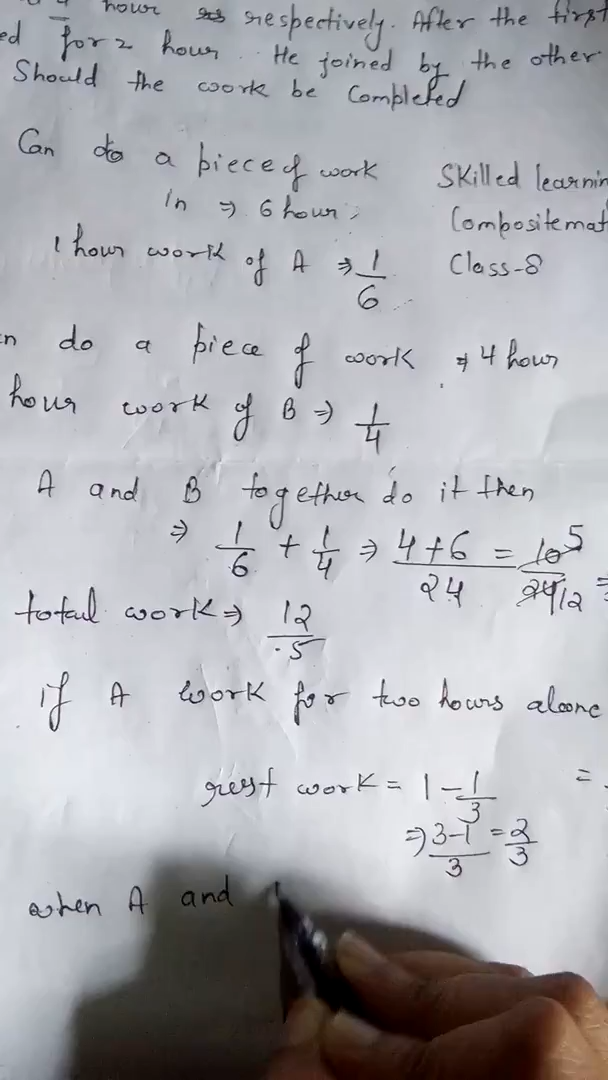 4 hour respectively. After the first
ed for 2 hour. He joined by the other
Should the work be Completed
Can do a piece of work
in ⇒ 6 hour
Skilled learnin
Compositemat
Class-8
1 hour work of A ⇒ 1/6
n do a piece of work ⇒ 4 hour
hour work of B ⇒ 1/4
A and B together do it then
⇒ 1/6 + 1/4 ⇒ 4+6/24 = 10/24 5/12 =
total work ⇒ 12/5
if A work for two hours alone
rest work = 1 - 1/3 =
⇒ 3-1/3 = 2/3
when A and